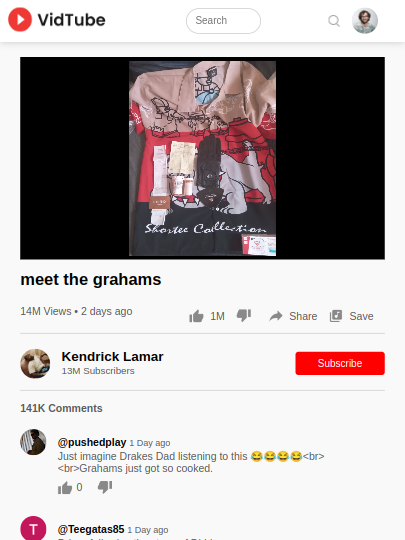 VidTube
Search
Shortee Collection
meet the grahams
14M Views • 2 days ago
1M
Share
Save
Kendrick Lamar
13M Subscribers
Subscribe
141K Comments
@pushedplay 1 Day ago
Just imagine Drakes Dad listening to this 😂😂😂😂<br>
<br>Grahams just got so cooked.
0
T
@Teegatas85 1 Day ago